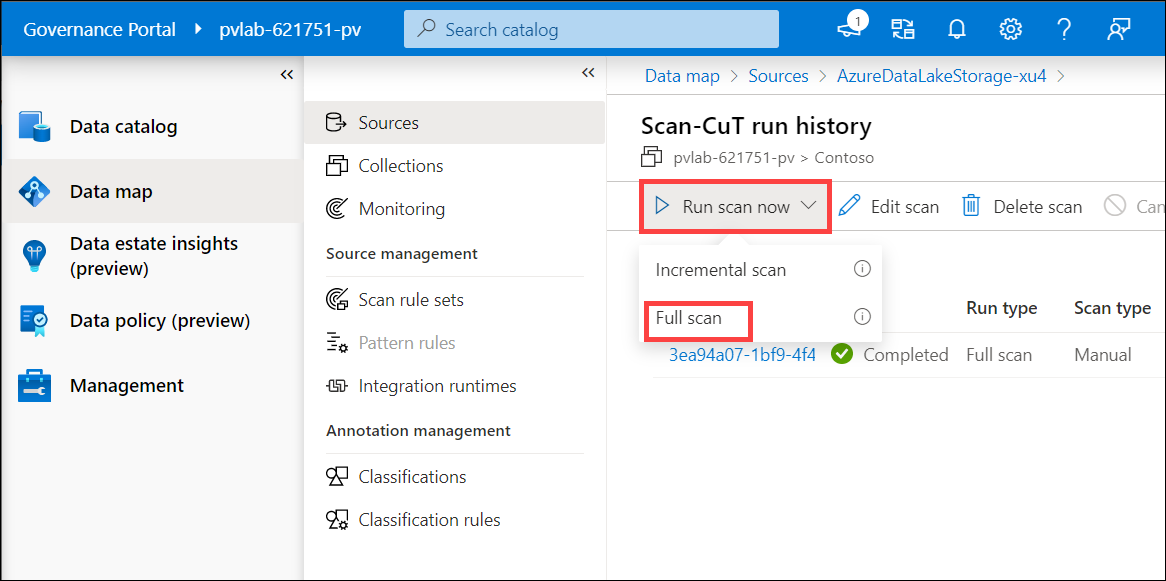 Governance Portal pvlab-621751-pv
Search catalog
1
Data catalog
Data map
Data estate insights
(preview)
Data policy (preview)
Management
Sources
Collections
Monitoring
Source management
Scan rule sets
Pattern rules
Integration runtimes
Annotation management
Classifications
Classification rules
Data map > Sources > AzureDataLakeStorage-xu4 >
Scan-CuT run history
pvlab-621751-pv > Contoso
Run scan now Edit scan Delete scan Can
Incremental scan
Full scan
Run type Scan type
3ea94a07-1bf9-4f4 Completed Full scan Manual